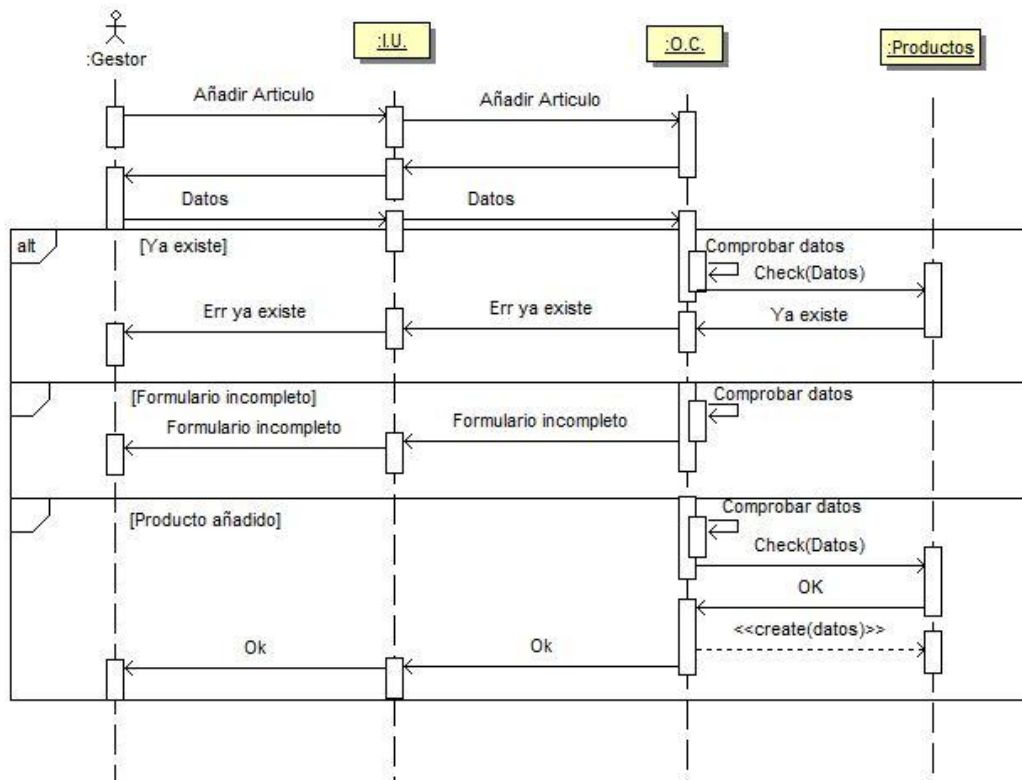 :Gestor
:I.U.
:O.C.
:Productos
Añadir Articulo
Añadir Articulo
Datos
Datos
alt
[Ya existe]
Comprobar datos
Check(Datos)
Err ya existe
Err ya existe
Ya existe
[Formulario incompleto]
Comprobar datos
Formulario incompleto
Formulario incompleto
[Producto añadido]
Comprobar datos
Check(Datos)
OK
<<create(datos)>>
Ok
Ok